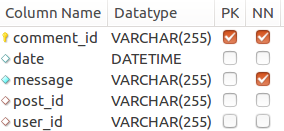 Column Name Datatype PK NN
comment_id VARCHAR(255)
date DATETIME
message VARCHAR(255)
post_id VARCHAR(255)
user_id VARCHAR(255)